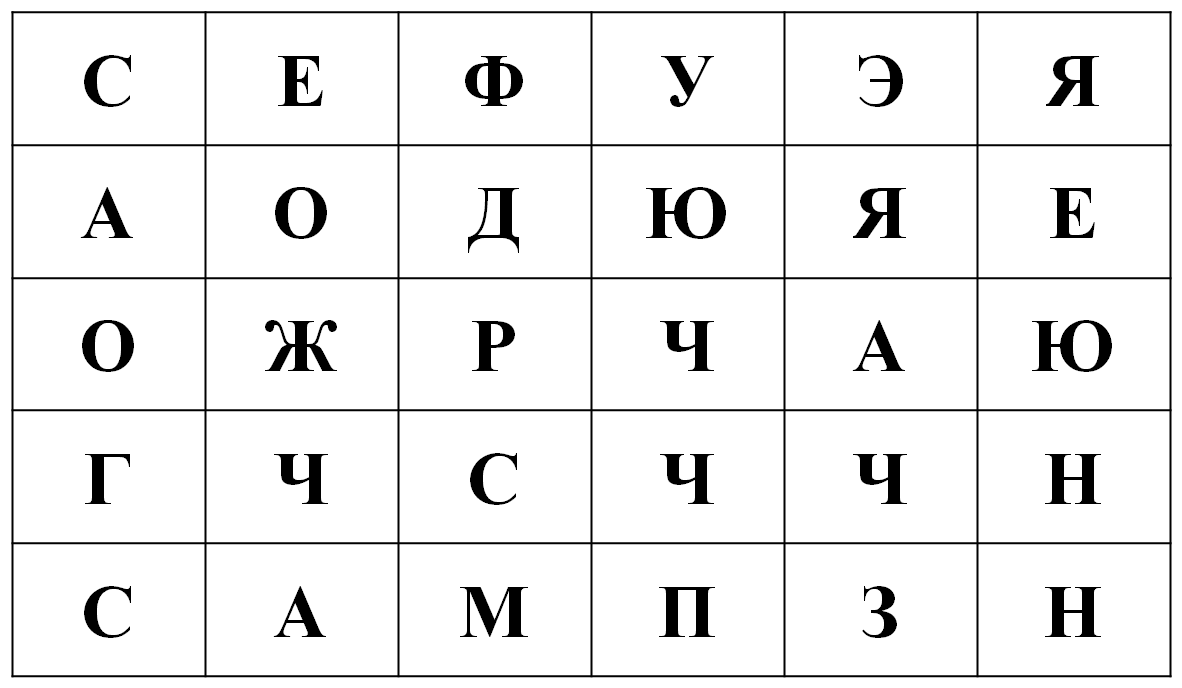 С Е Ф У Э Я
А О Д Ю Я Е
О Ж Р Ч А Ю
Г Ч С Ч Ч Н
С А М П З Н